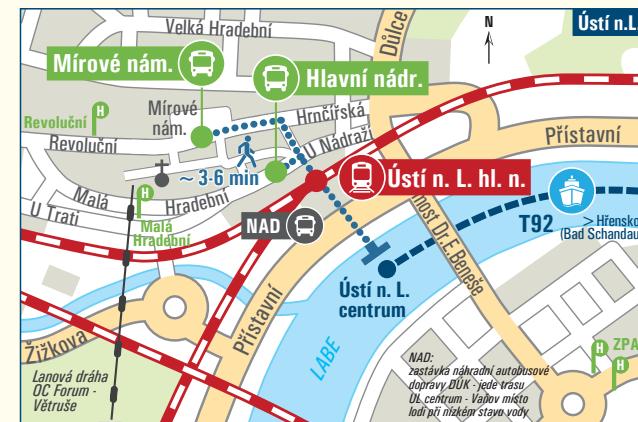 Velká Hradební
Důlce
N
Ústí n.L.
Mírové nám.
Hlavní nádr.
Revoluční
H
Mírové
nám.
Hrnčířská
Revoluční
U Nádraží
Přístavní
~ 3-6 min
Ústí n. L. hl. n.
Malá
Hradební
U Trati
H
Malá
Hradební
NAD
T92
> Hřensko
(Bad Schandau
most Dr. E. Beneše
Ústí n. L.
centrum
Přístavní
Žižkova
LABE
Lanová dráha
OC Forum -
Větruše
NAD:
zastávka náhradní autobusové
dopravy DÚK - jede trasu
ÚL centrum - Vaňov místo
lodi při nízkém stavu vody
ZPA
H
H